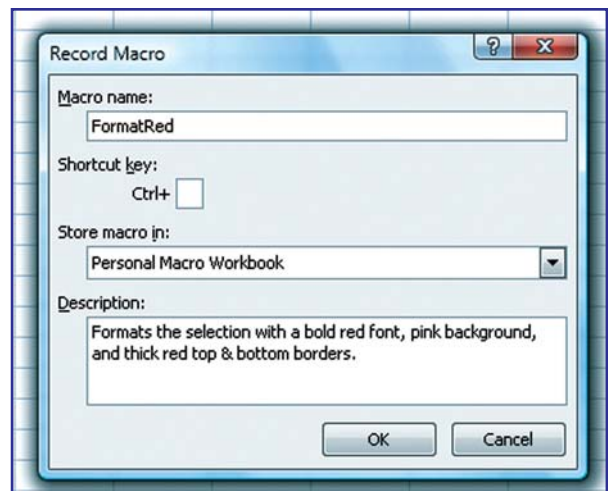 Record Macro
?
Macro name:
FormatRed
Shortcut key:
Ctrl+
Store macro in:
Personal Macro Workbook
Description:
Formats the selection with a bold red font, pink background,
and thick red top & bottom borders.
OK Cancel